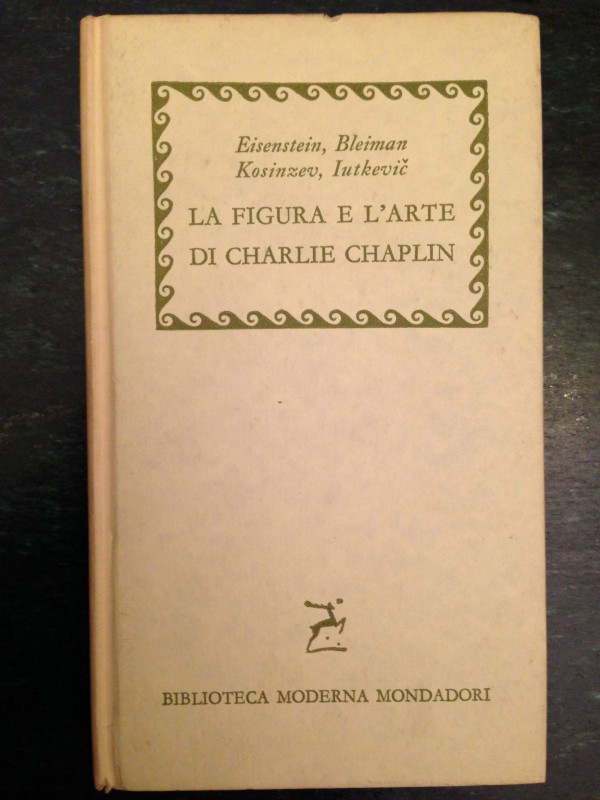 Eisenstein, Bleiman
Kosinzev, Iutkevič
LA FIGURA E L'ARTE
DI CHARLIE CHAPLIN
BIBLIOTECA MODERNA MONDADORI